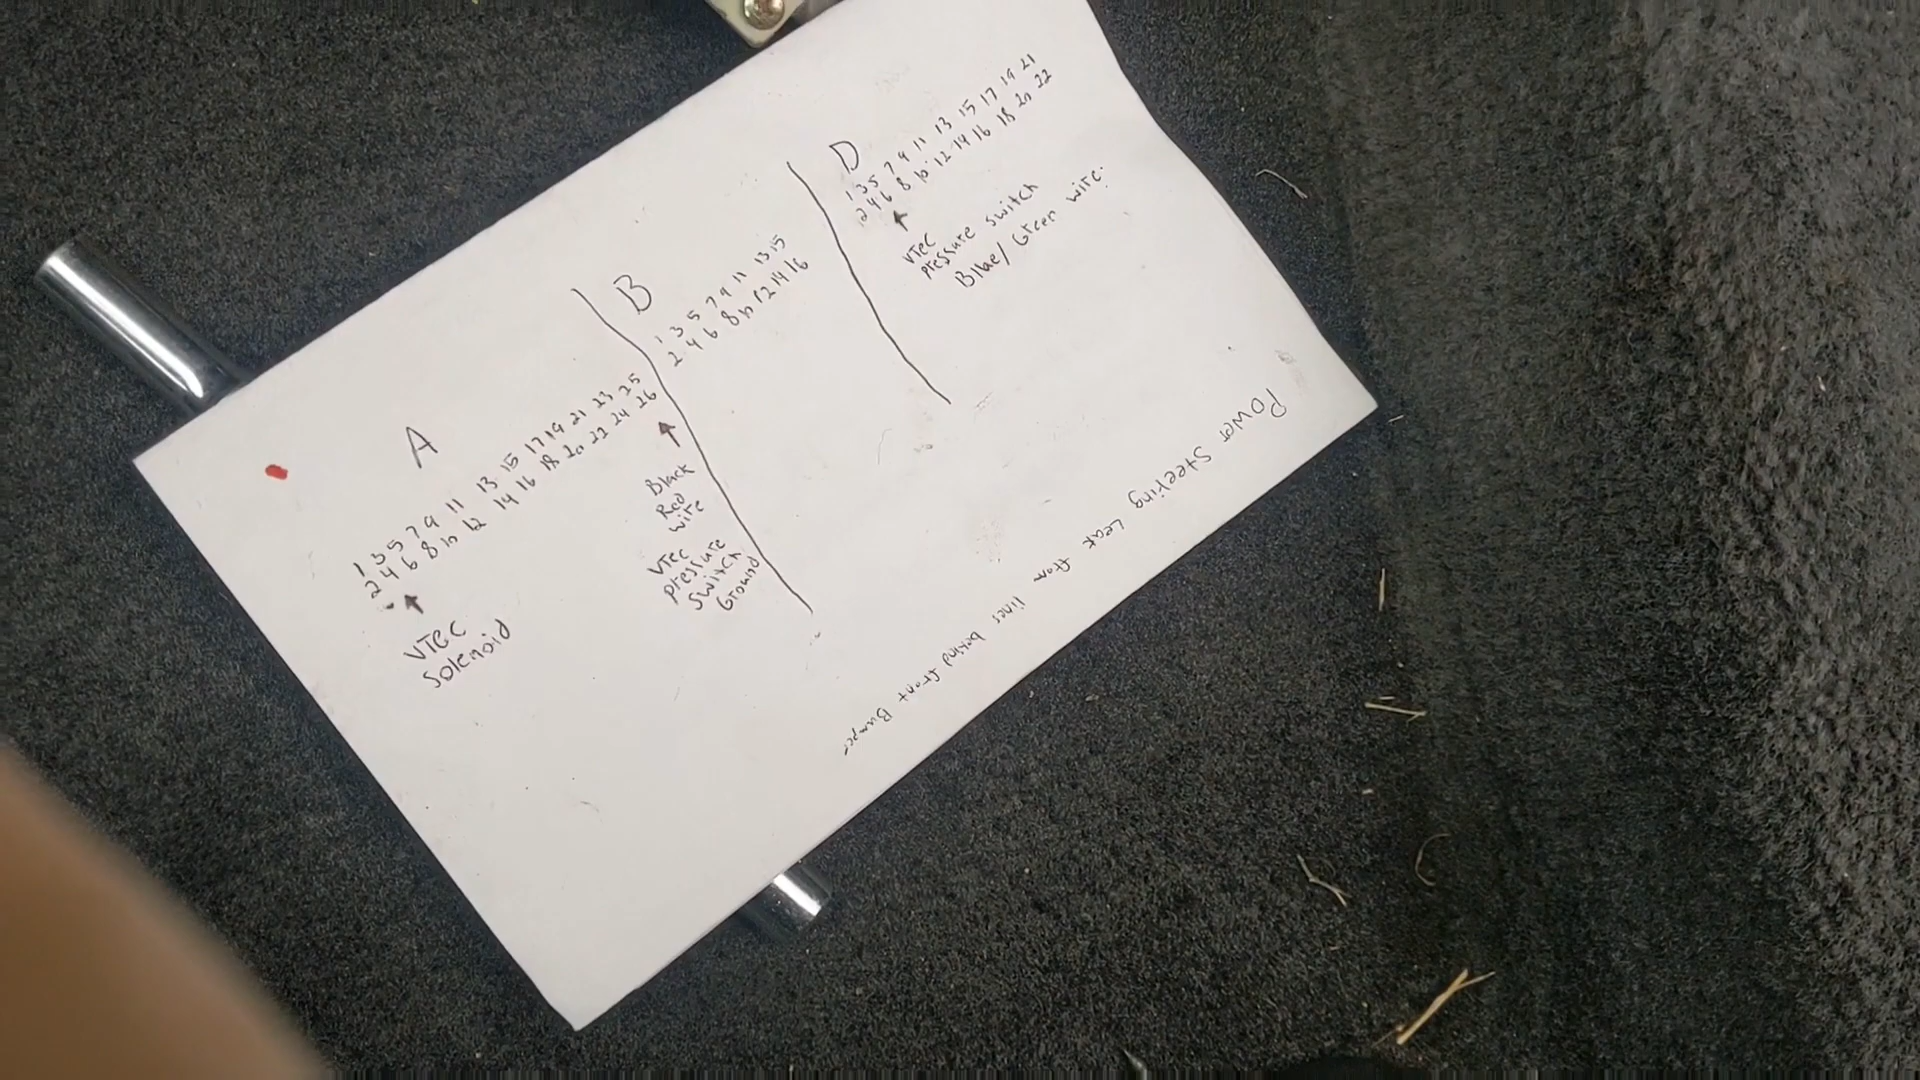 A
1 3 5 7 9 11 13 15 17 19 21 23 25
2 4 6 8 10 12 14 16 18 20 22 24 26
VTEC
Solenoid
Black
Red
wire
VTEC
pressure
switch
Ground
B
1 3 5 7 9 11 13 15
2 4 6 8 10 12 14 16
D
1 3 5 7 9 11 13 15 17 19 21
2 4 6 8 10 12 14 16 18 20 22
VTEC
pressure switch
Blue/Green wire.
Power Steering Leak from lines behind front Bumper